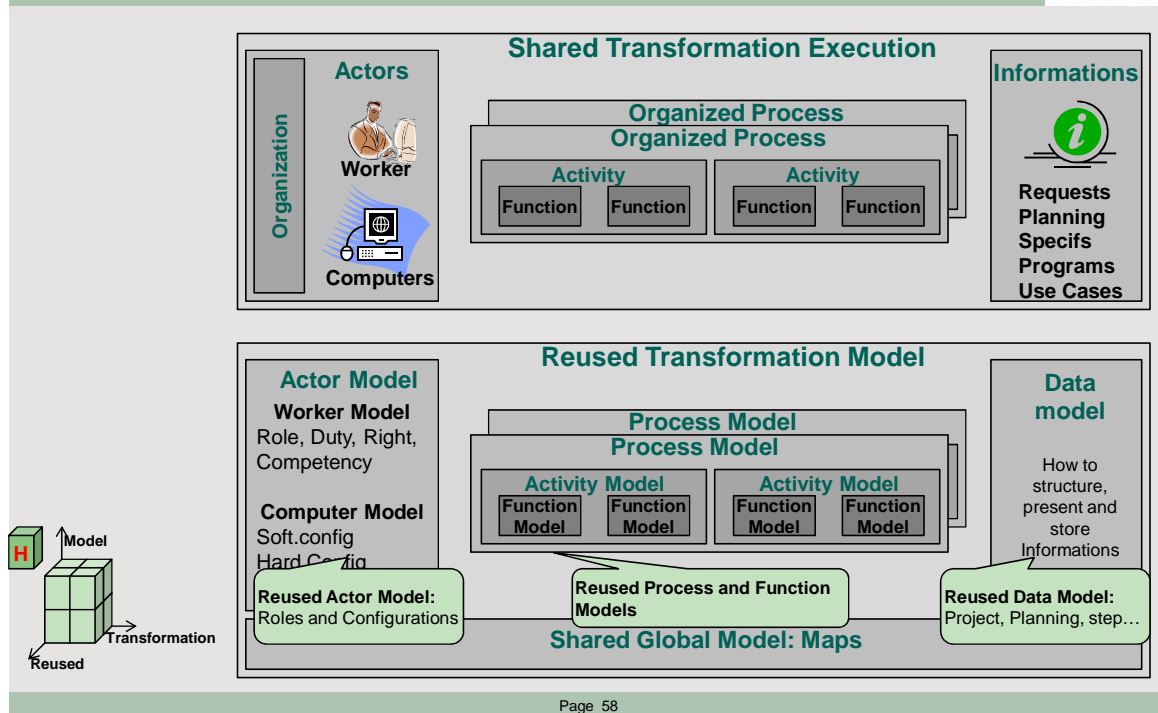 Shared Transformation Execution
Organization
Actors
Worker
Computers
Organized Process
Organized Process
Activity
Function
Function
Activity
Function
Function
Informations
i
Requests
Planning
Specifs
Programs
Use Cases
Reused Transformation Model
Actor Model
Worker Model
Role, Duty, Right,
Competency
Computer Model
Soft.config
Hard Config
Process Model
Process Model
Activity Model
Function
Model
Function
Model
Activity Model
Function
Model
Function
Model
Data
model
How to
structure,
present and
store
Informations
Reused Actor Model:
Roles and Configurations
Reused Process and Function
Models
Reused Data Model:
Project, Planning, step…
Shared Global Model: Maps
H
Model
Transformation
Reused
Page 58